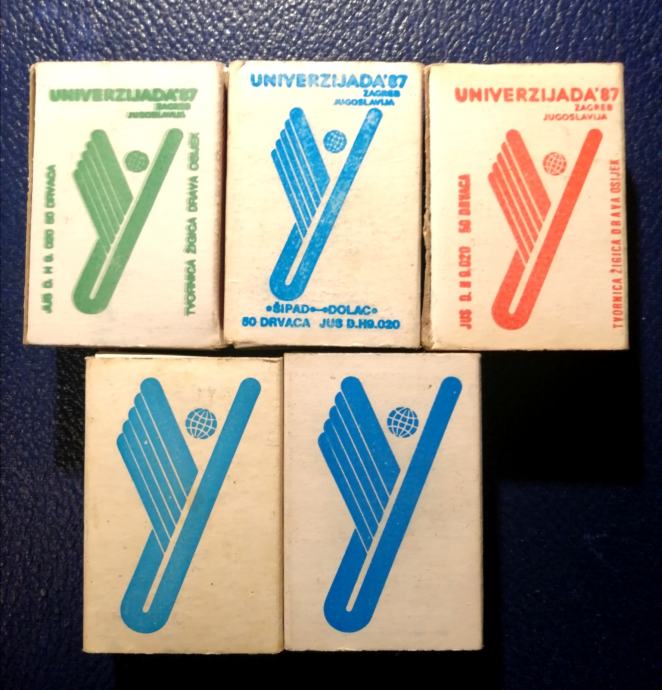 UNIVERZIJADA'87
ZAGREB
JUGOSLAVIJA
JUS D. H 9. 020 50 DRVACA
TVORNICA ŽIGICA DRAVA OSIJEK
UNIVERZIJADA'87
ZAGREB
JUGOSLAVIJA
•ŠIPAD•—•DOLAC•
50 DRVACA JUS D.H9.020
UNIVERZIJADA'87
ZAGREB
JUGOSLAVIJA
JUS D. H 9.020 50 DRVACA
TVORNICA ŽIGICA DRAVA OSIJEK